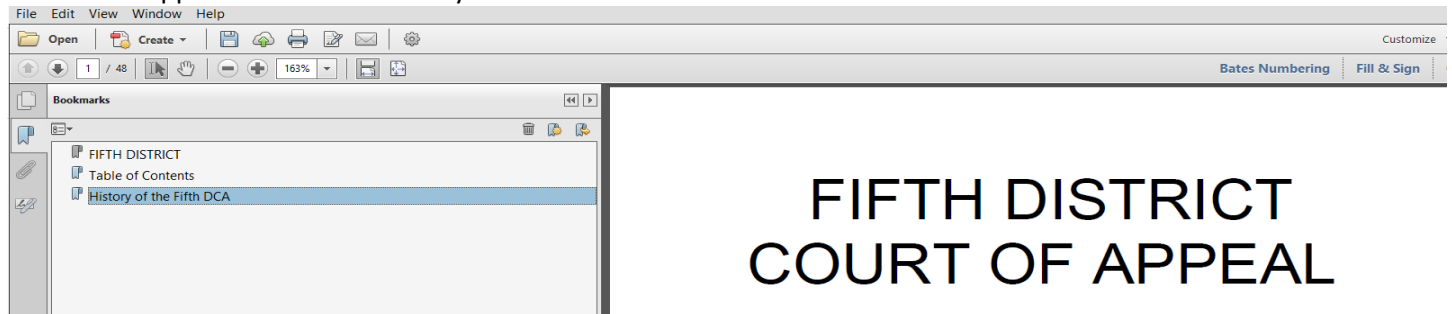 File Edit View Window Help
Open Create Customize
1 / 48 163% Bates Numbering Fill & Sign
Bookmarks
FIFTH DISTRICT
Table of Contents
History of the Fifth DCA
FIFTH DISTRICT
COURT OF APPEAL